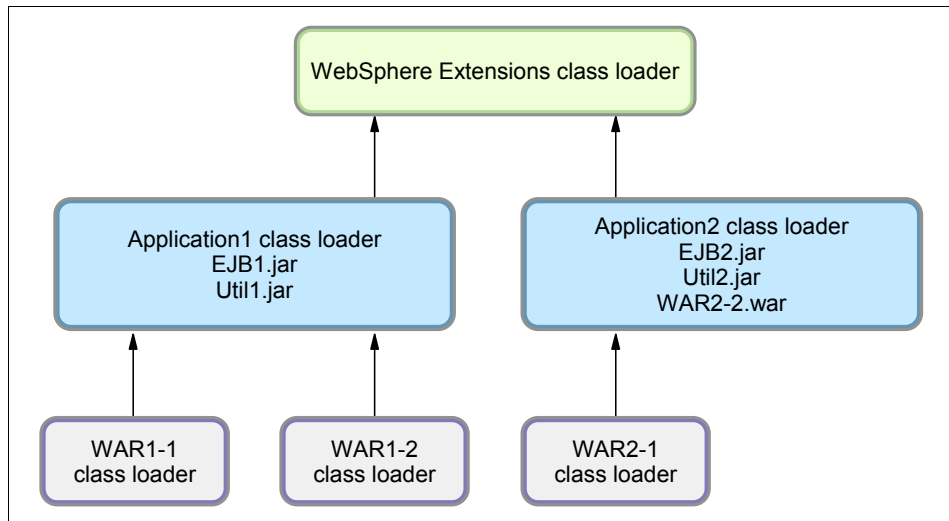 WebSphere Extensions class loader
Application1 class loader
EJB1.jar
Util1.jar
Application2 class loader
EJB2.jar
Util2.jar
WAR2-2.war
WAR1-1
class loader
WAR1-2
class loader
WAR2-1
class loader